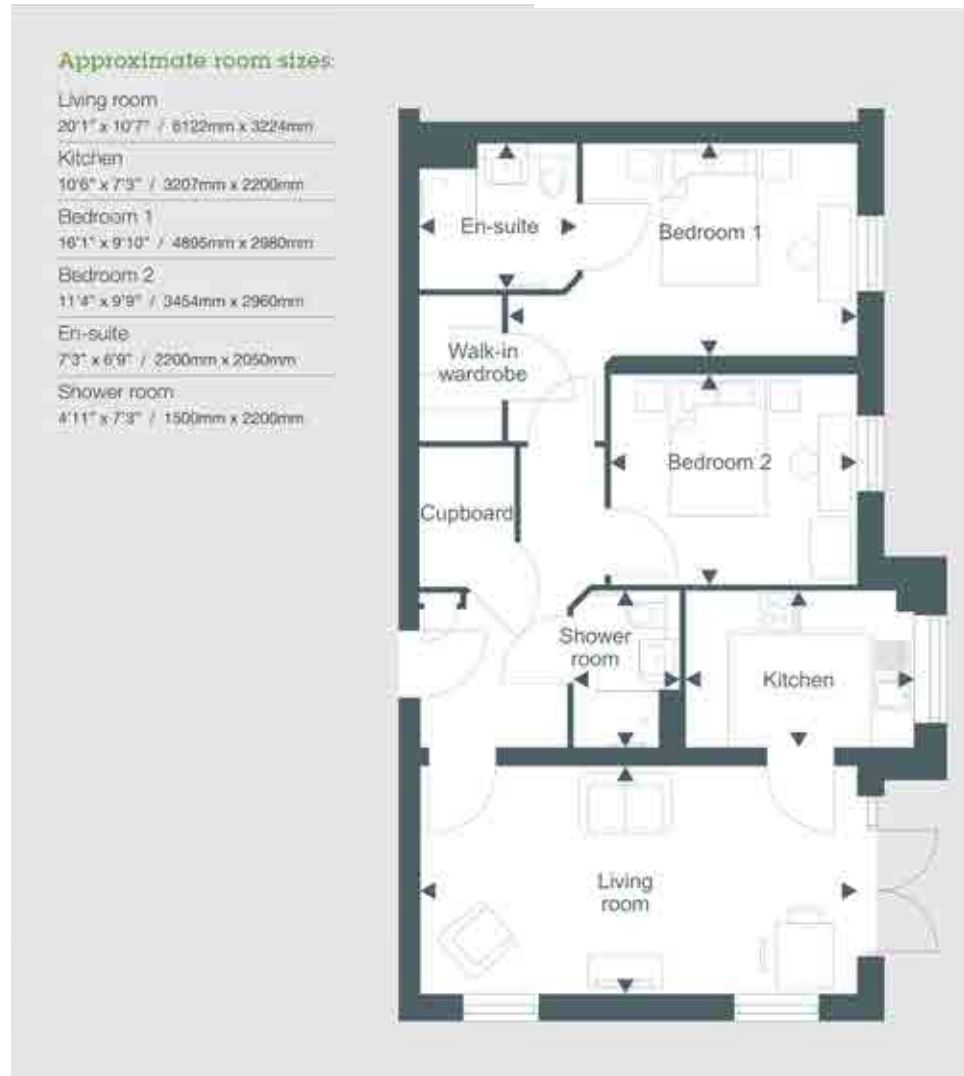 Approximate room sizes:
Living room
20'1" x 10'7" / 6122mm x 3224mm
Kitchen
10'6" x 7'3" / 3207mm x 2200mm
Bedroom 1
16'1" x 9'10" / 4895mm x 2980mm
Bedroom 2
11'4" x 9'9" / 3454mm x 2960mm
En-suite
7'3" x 6'9" / 2200mm x 2050mm
Shower room
4'11" x 7'3" / 1500mm x 2200mm
En-suite
Bedroom 1
Walk-in
wardrobe
Bedroom 2
Cupboard
Shower
room
Kitchen
Living
room